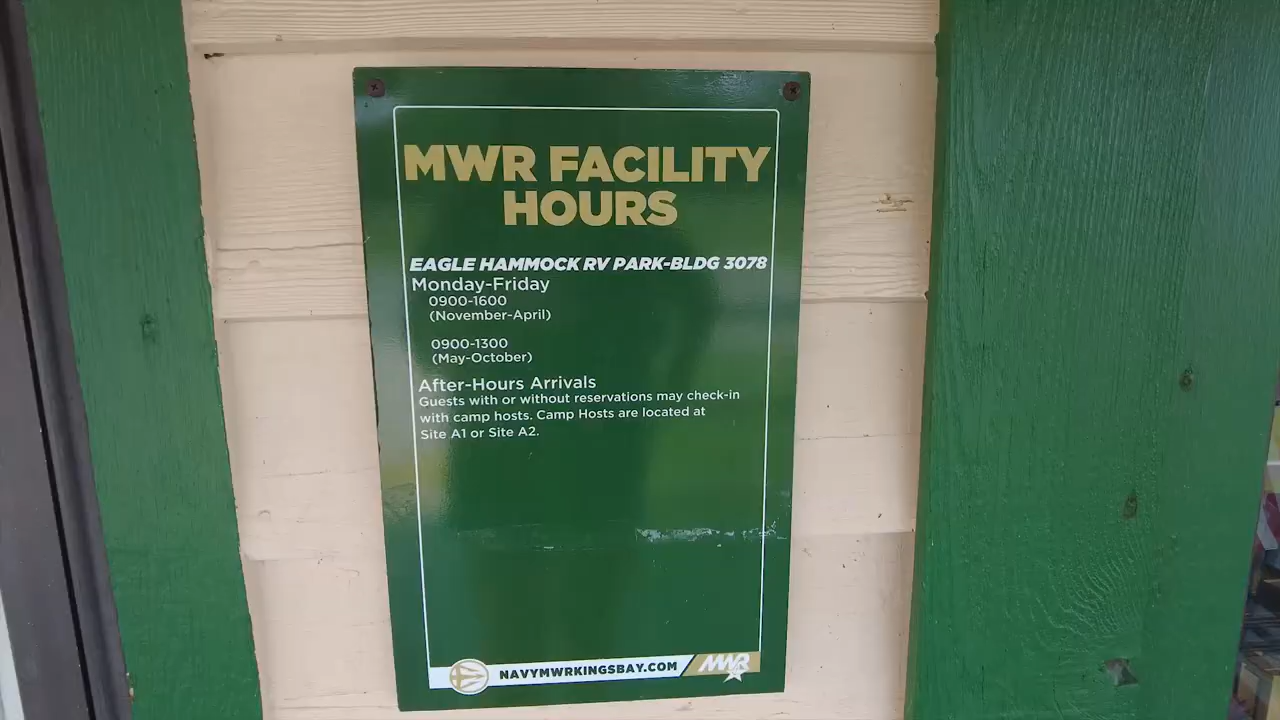 MWR FACILITY
HOURS
EAGLE HAMMOCK RV PARK-BLDG 3078
Monday-Friday
0900-1600
(November-April)
0900-1300
(May-October)
After-Hours Arrivals
Guests with or without reservations may check-in
with camp hosts. Camp Hosts are located at
Site A1 or Site A2.
NAVYMWRKINGSBAY.COM MWR